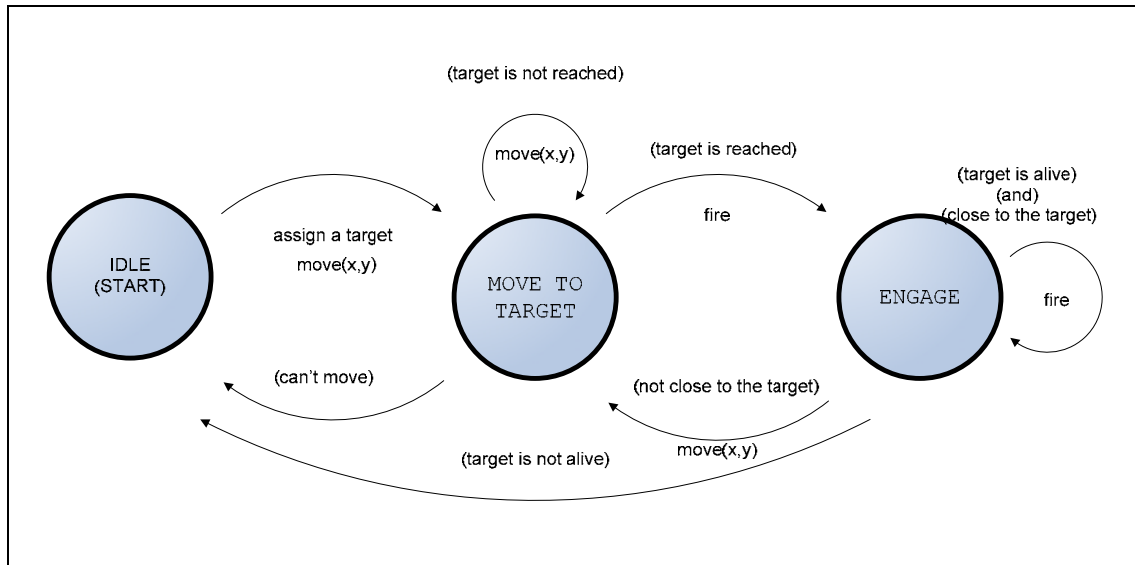 (target is not reached)
move(x,y)
(target is reached)
fire
(target is alive)
(and)
(close to the target)
fire
IDLE
(START)
assign a target
move(x,y)
MOVE TO
TARGET
ENGAGE
(can't move)
(not close to the target)
move(x,y)
(target is not alive)